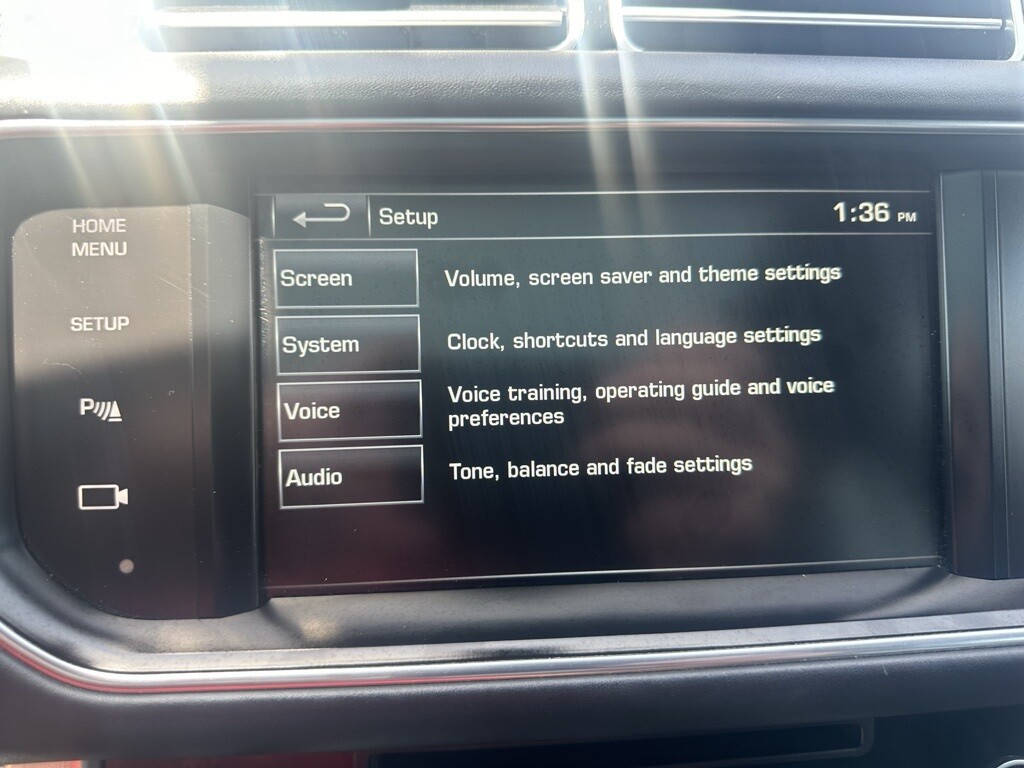 HOME
MENU
SETUP
P
Setup
1:36 PM
Screen
Volume, screen saver and theme settings
System
Clock, shortcuts and language settings
Voice
Voice training, operating guide and voice
preferences
Audio
Tone, balance and fade settings